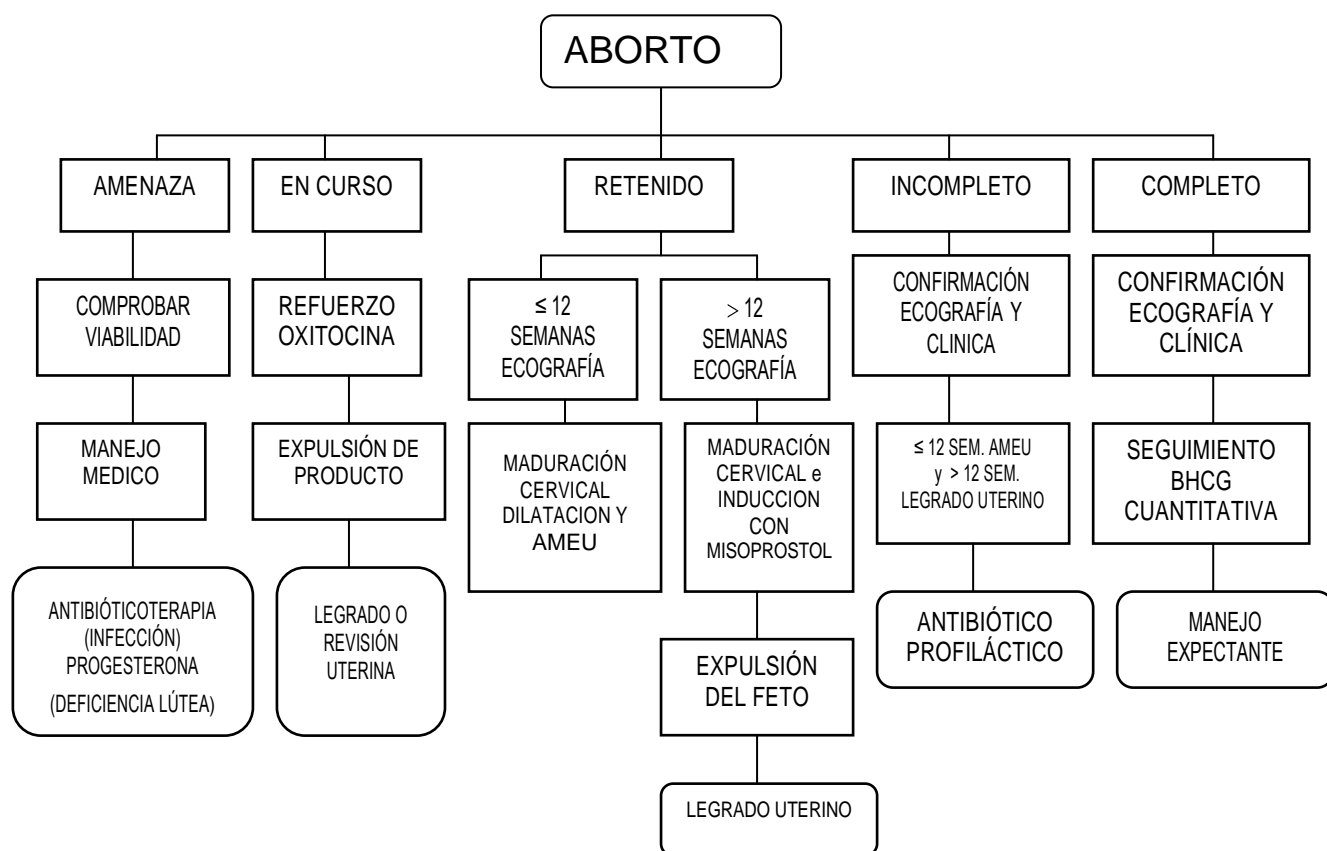 ABORTO
AMENAZA
EN CURSO
RETENIDO
INCOMPLETO
COMPLETO
COMPROBAR
VIABILIDAD
REFUERZO
OXITOCINA
≤ 12
SEMANAS
ECOGRAFÍA
> 12
SEMANAS
ECOGRAFÍA
CONFIRMACIÓN
ECOGRAFÍA Y
CLINICA
CONFIRMACIÓN
ECOGRAFÍA Y
CLÍNICA
MANEJO
MEDICO
EXPULSIÓN DE
PRODUCTO
MADURACIÓN
CERVICAL
DILATACION Y
AMEU
MADURACIÓN
CERVICAL e
INDUCCION
CON
MISOPROSTOL
≤ 12 SEM. AMEU
y > 12 SEM.
LEGRADO UTERINO
SEGUIMIENTO
BHCG
CUANTITATIVA
ANTIBIÓTICOTERAPIA
(INFECCIÓN)
PROGESTERONA
(DEFICIENCIA LÚTEA)
LEGRADO O
REVISIÓN
UTERINA
EXPULSIÓN
DEL FETO
ANTIBIÓTICO
PROFILÁCTICO
MANEJO
EXPECTANTE
LEGRADO UTERINO